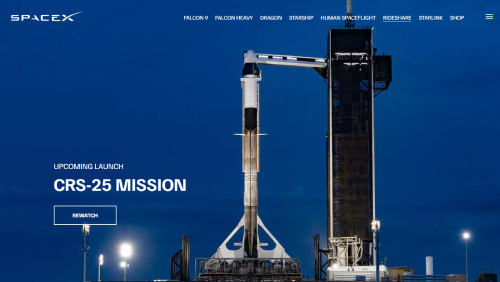 SPACEX
FALCON 9 FALCON HEAVY DRAGON STARSHIP HUMAN SPACEFLIGHT RIDESHARE STARLINK SHOP
UPCOMING LAUNCH
CRS-25 MISSION
REWATCH